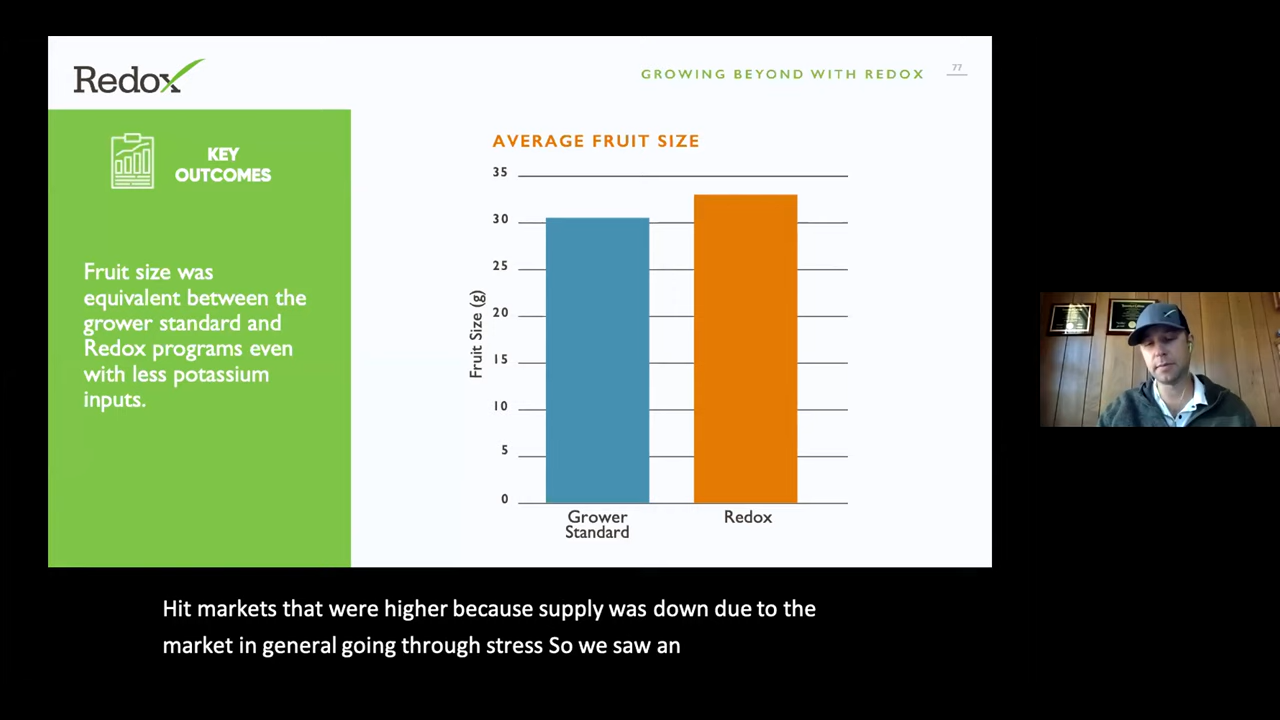 Redox
GROWING BEYOND WITH REDOX
77
KEY
OUTCOMES
Fruit size was
equivalent between the
grower standard and
Redox programs even
with less potassium
inputs.
AVERAGE FRUIT SIZE
35
30
25
20
15
10
5
0
Fruit Size (g)
Grower
Standard
Redox
Hit markets that were higher because supply was down due to the
market in general going through stress So we saw an